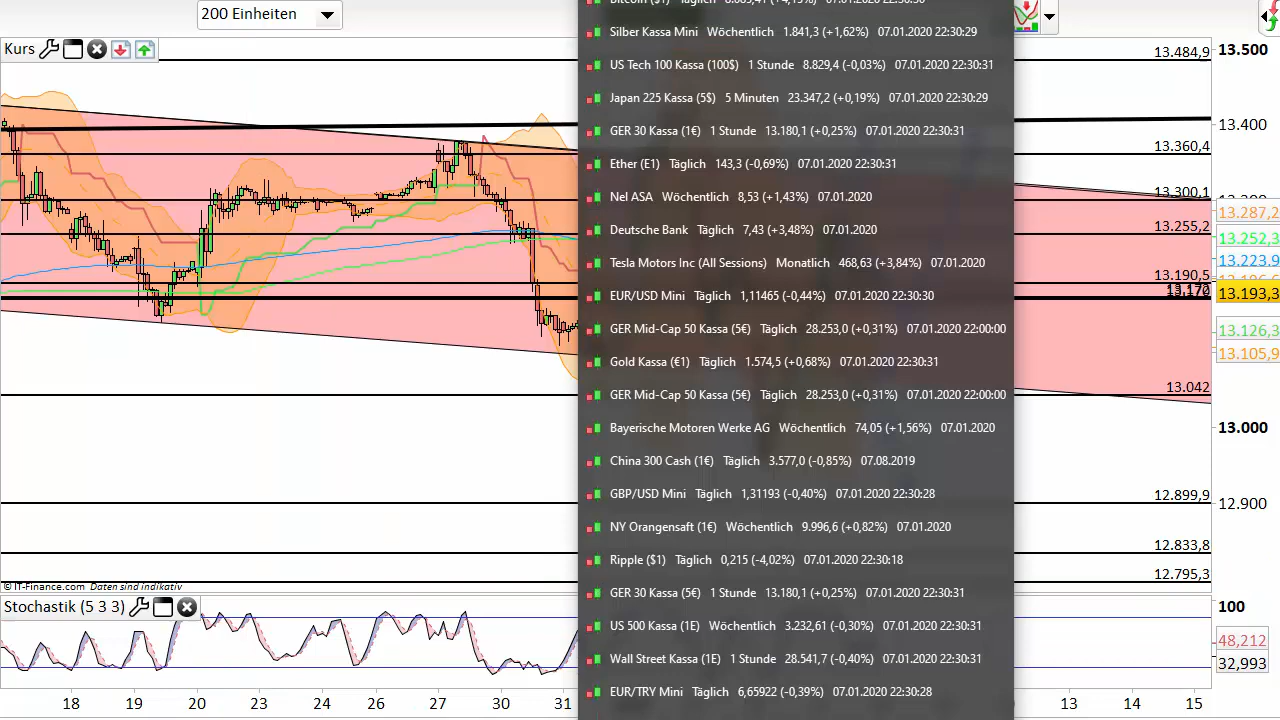 200 Einheiten
Kurs
Silber Kassa Mini Wöchentlich 1.841,3 (+1,62%) 07.01.2020 22:30:29
US Tech 100 Kassa (100$) 1 Stunde 8.829,4 (-0,03%) 07.01.2020 22:30:31
Japan 225 Kassa (5$) 5 Minuten 23.347,2 (+0,19%) 07.01.2020 22:30:29
GER 30 Kassa (1€) 1 Stunde 13.180,1 (+0,25%) 07.01.2020 22:30:31
Ether (E1) Täglich 143,3 (-0,69%) 07.01.2020 22:30:31
Nel ASA Wöchentlich 8,53 (+1,43%) 07.01.2020
Deutsche Bank Täglich 7,43 (+3,48%) 07.01.2020
Tesla Motors Inc (All Sessions) Monatlich 468,63 (+3,84%) 07.01.2020
EUR/USD Mini Täglich 1,11465 (-0,44%) 07.01.2020 22:30:30
GER Mid-Cap 50 Kassa (5€) Täglich 28.253,0 (+0,31%) 07.01.2020 22:00:00
Gold Kassa (€1) Täglich 1.574,5 (+0,68%) 07.01.2020 22:30:31
GER Mid-Cap 50 Kassa (5€) Täglich 28.253,0 (+0,31%) 07.01.2020 22:00:00
Bayerische Motoren Werke AG Wöchentlich 74,05 (+1,56%) 07.01.2020
China 300 Cash (1€) Täglich 3.577,0 (-0,85%) 07.08.2019
GBP/USD Mini Täglich 1,31193 (-0,40%) 07.01.2020 22:30:28
NY Orangensaft (1€) Wöchentlich 9.996,6 (+0,82%) 07.01.2020
Ripple ($1) Täglich 0,215 (-4,02%) 07.01.2020 22:30:18
GER 30 Kassa (5€) 1 Stunde 13.180,1 (+0,25%) 07.01.2020 22:30:31
US 500 Kassa (1E) Wöchentlich 3.232,61 (-0,30%) 07.01.2020 22:30:31
Wall Street Kassa (1E) 1 Stunde 28.541,7 (-0,40%) 07.01.2020 22:30:31
EUR/TRY Mini Täglich 6,65922 (-0,39%) 07.01.2020 22:30:28
13.484,9
13.360,4
13.300,1
13.255,2
13.190,5
13.042
12.899,9
12.833,8
12.795,3
13.500
13.400
13.287,2
13.252,3
13.223,9
13.193,3
13.126,3
13.105,9
13.000
12.900
© IT-Finance.com Daten sind indikativ
Stochastik (5 3 3)
100
48,212
32,993
18 19 20 23 24 26 27 30 31 13 14 15